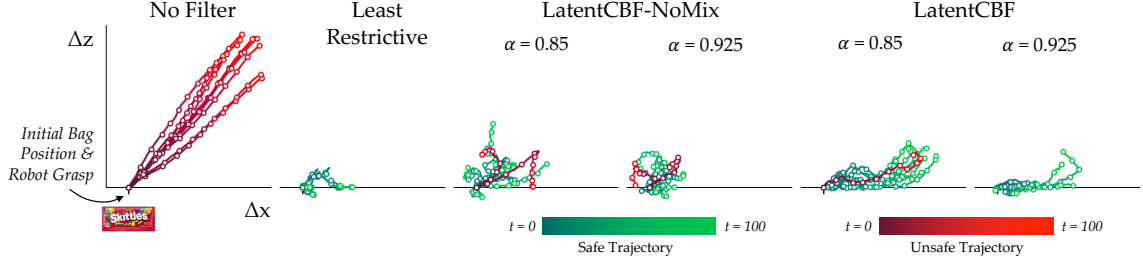 No Filter
Least
Restrictive
LatentCBF-NoMix
LatentCBF
α = 0.85
α = 0.925
α = 0.85
α = 0.925
Δz
Initial Bag
Position &
Robot Grasp
Δx
Skittles
t = 0
t = 100
Safe Trajectory
t = 0
t = 100
Unsafe Trajectory